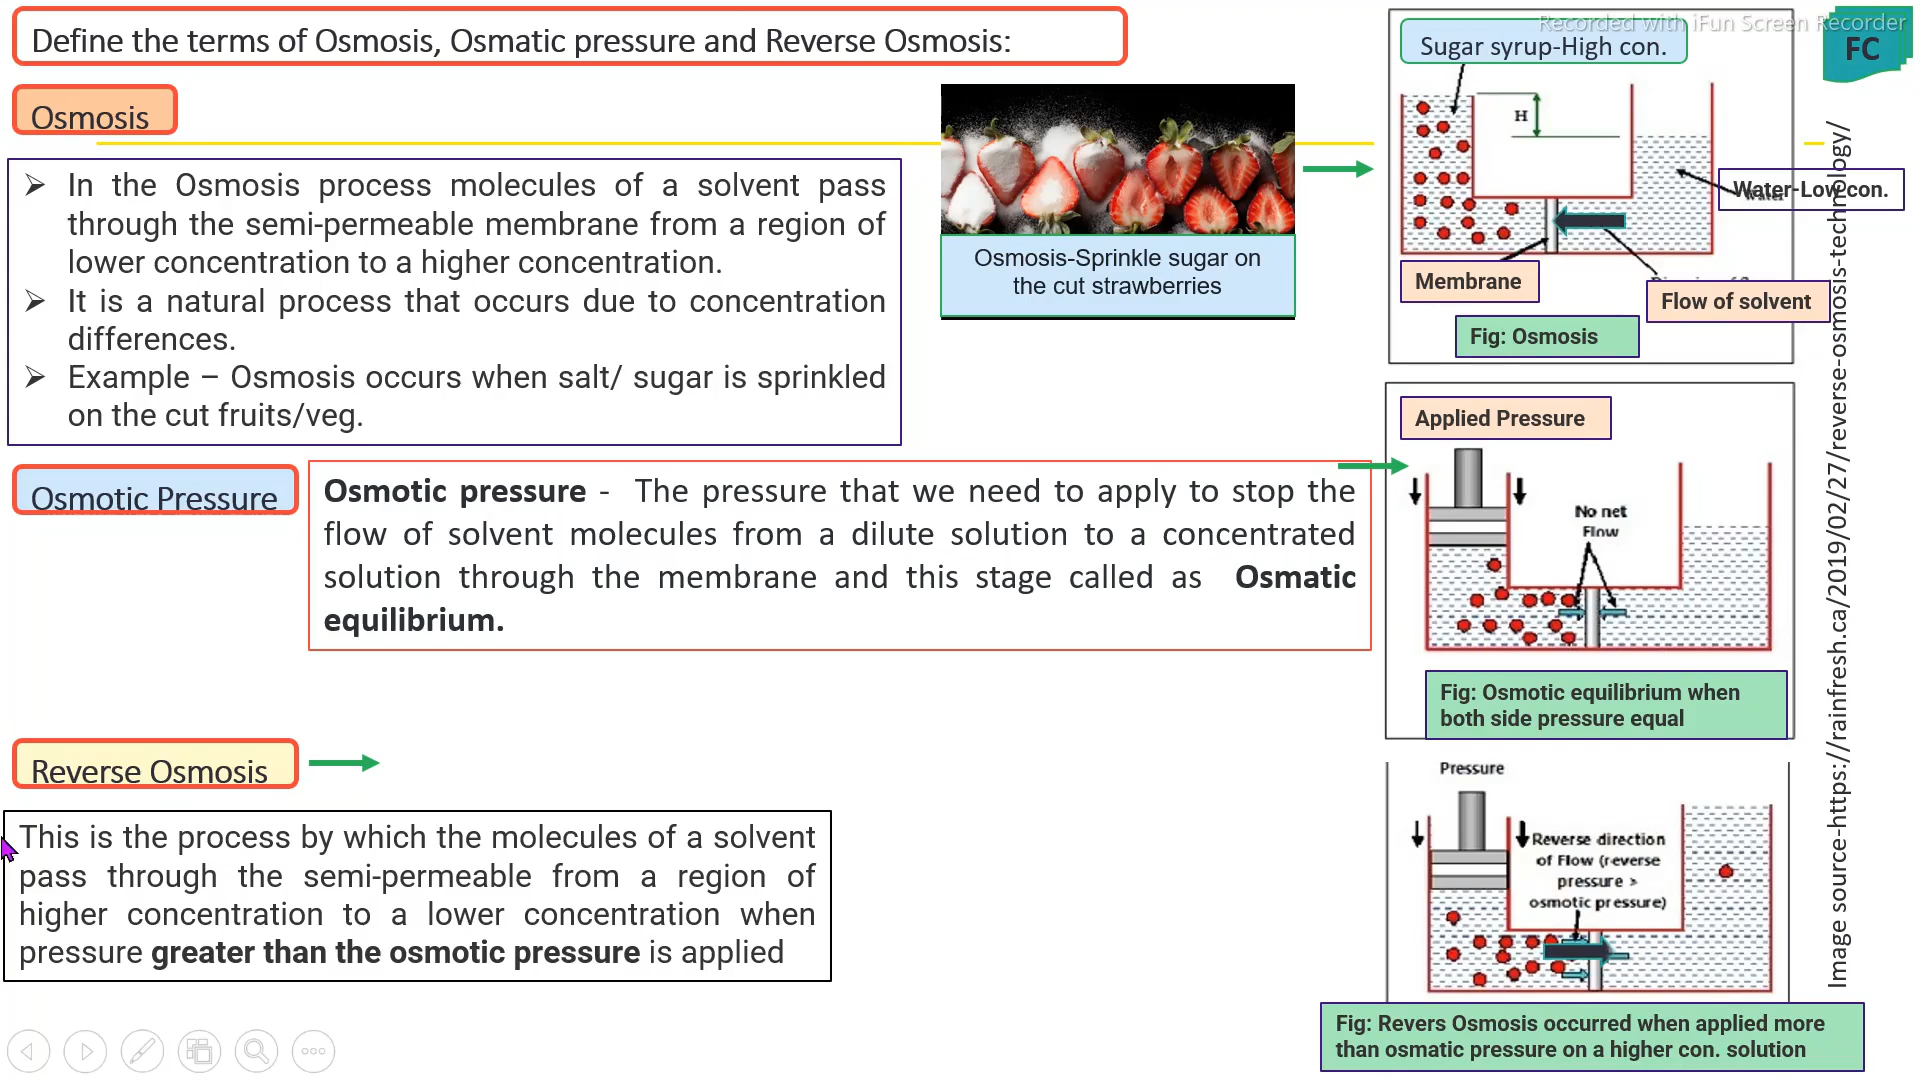 Define the terms of Osmosis, Osmatic pressure and Reverse Osmosis:
Recorded with iFun Screen Recorder
FC
Osmosis
➢ In the Osmosis process molecules of a solvent pass
through the semi-permeable membrane from a region of
lower concentration to a higher concentration.
➢ It is a natural process that occurs due to concentration
differences.
➢ Example – Osmosis occurs when salt/ sugar is sprinkled
on the cut fruits/veg.
Osmosis-Sprinkle sugar on
the cut strawberries
Sugar syrup-High con.
H
Water-Low con.
Membrane
Flow of solvent
Fig: Osmosis
Osmotic Pressure
Osmotic pressure - The pressure that we need to apply to stop the
flow of solvent molecules from a dilute solution to a concentrated
solution through the membrane and this stage called as Osmatic
equilibrium.
Applied Pressure
No net
Flow
Fig: Osmotic equilibrium when
both side pressure equal
Reverse Osmosis
This is the process by which the molecules of a solvent
pass through the semi-permeable from a region of
higher concentration to a lower concentration when
pressure greater than the osmotic pressure is applied
Pressure
Reverse direction
of Flow (reverse
pressure >
osmotic pressure)
Fig: Revers Osmosis occurred when applied more
than osmatic pressure on a higher con. solution
Image source-https://rainfresh.ca/2019/02/27/reverse-osmosis-technology/